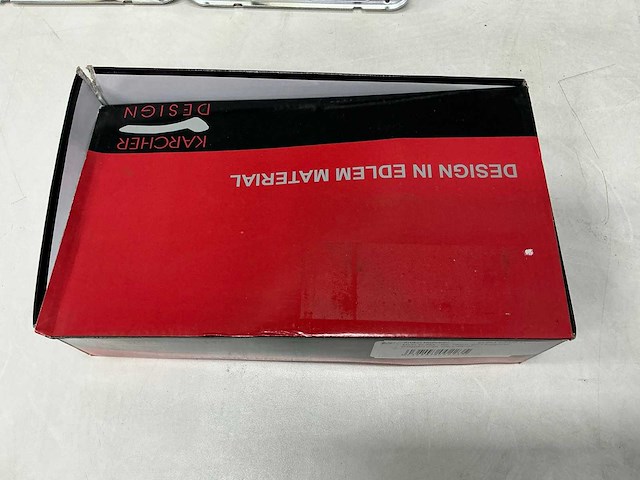 KARCHER
DESIGN
DESIGN IN EDLEM MATERIAL